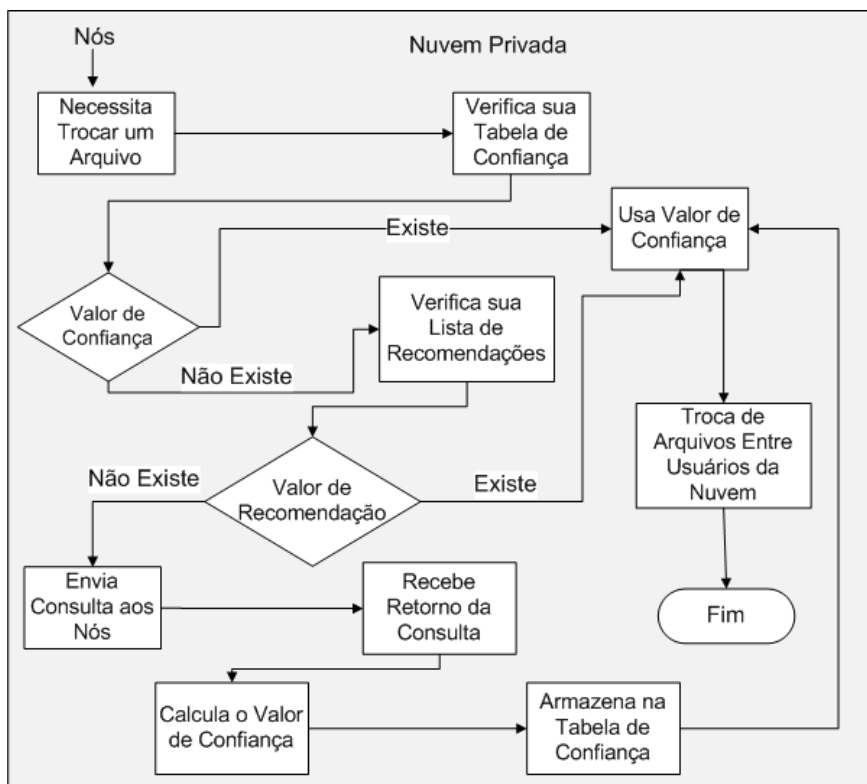 Nós
Nuvem Privada
Necessita
Trocar um
Arquivo
Verifica sua
Tabela de
Confiança
Existe
Usa Valor de
Confiança
Valor de
Confiança
Verifica sua
Lista de
Recomendações
Não Existe
Troca de
Arquivos Entre
Usuários da
Nuvem
Não Existe
Valor de
Recomendação
Existe
Envia
Consulta aos
Nós
Recebe
Retorno da
Consulta
Fim
Calcula o Valor
de Confiança
Armazena na
Tabela de
Confiança